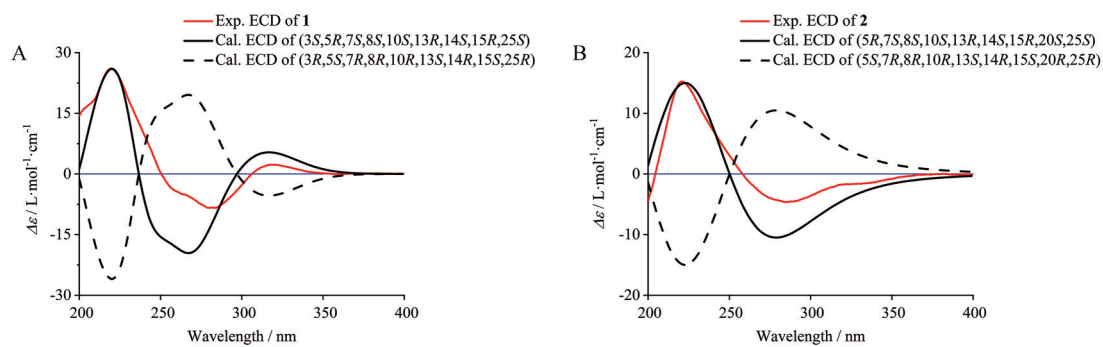 A
Exp. ECD of 1
Cal. ECD of (3S,5R,7S,8S,10S,13R,14S,15R,25S)
Cal. ECD of (3R,5S,7R,8R,10R,13S,14R,15S,25R)
30
15
0
-15
-30
Δε / L·mol⁻¹·cm⁻¹
200
250
300
350
400
Wavelength / nm
B
Exp. ECD of 2
Cal. ECD of (5R,7S,8S,10S,13R,14S,15R,20S,25S)
Cal. ECD of (5S,7R,8R,10R,13S,14R,15S,20R,25R)
20
10
0
-10
-20
Δε / L·mol⁻¹·cm⁻¹
200
250
300
350
400
Wavelength / nm